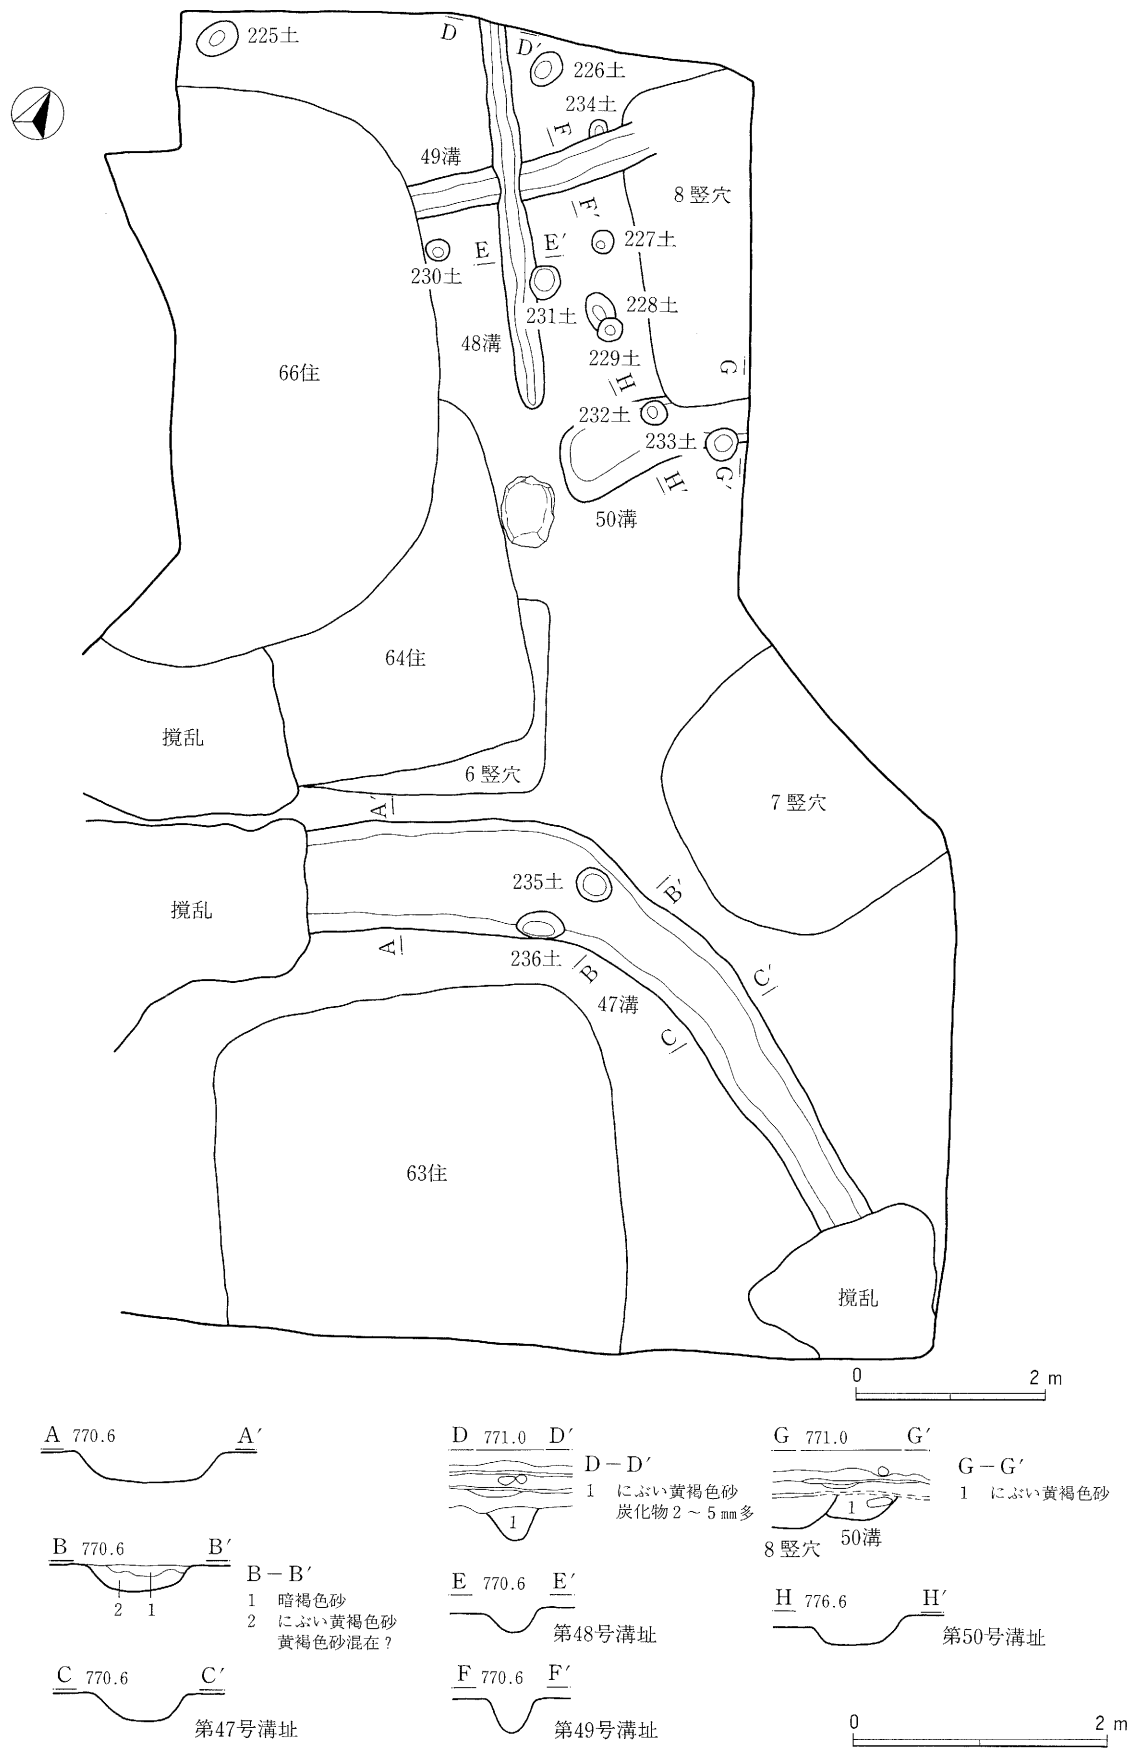 225土
D
D′
226土
234土
F
49溝
8竪穴
F′
E
E′
227土
230土
231土
228土
48溝
229土
66住
G
H
232土
233土
G′
H′
50溝
64住
撹乱
6竪穴
A′
7竪穴
235土
B′
撹乱
A
236土
B
C′
47溝
C
63住
撹乱
0 2 m
A 770.6 A′
B 770.6 B′
2 1
B－B′
1 暗褐色砂
2 にぶい黄褐色砂
黄褐色砂混在？
C 770.6 C′
第47号溝址
D 771.0 D′
1
D－D′
1 にぶい黄褐色砂
炭化物2～5㎜多
E 770.6 E′
第48号溝址
F 770.6 F′
第49号溝址
G 771.0 G′
1
8竪穴
50溝
G－G′
1 にぶい黄褐色砂
H 776.6 H′
第50号溝址
0 2 m